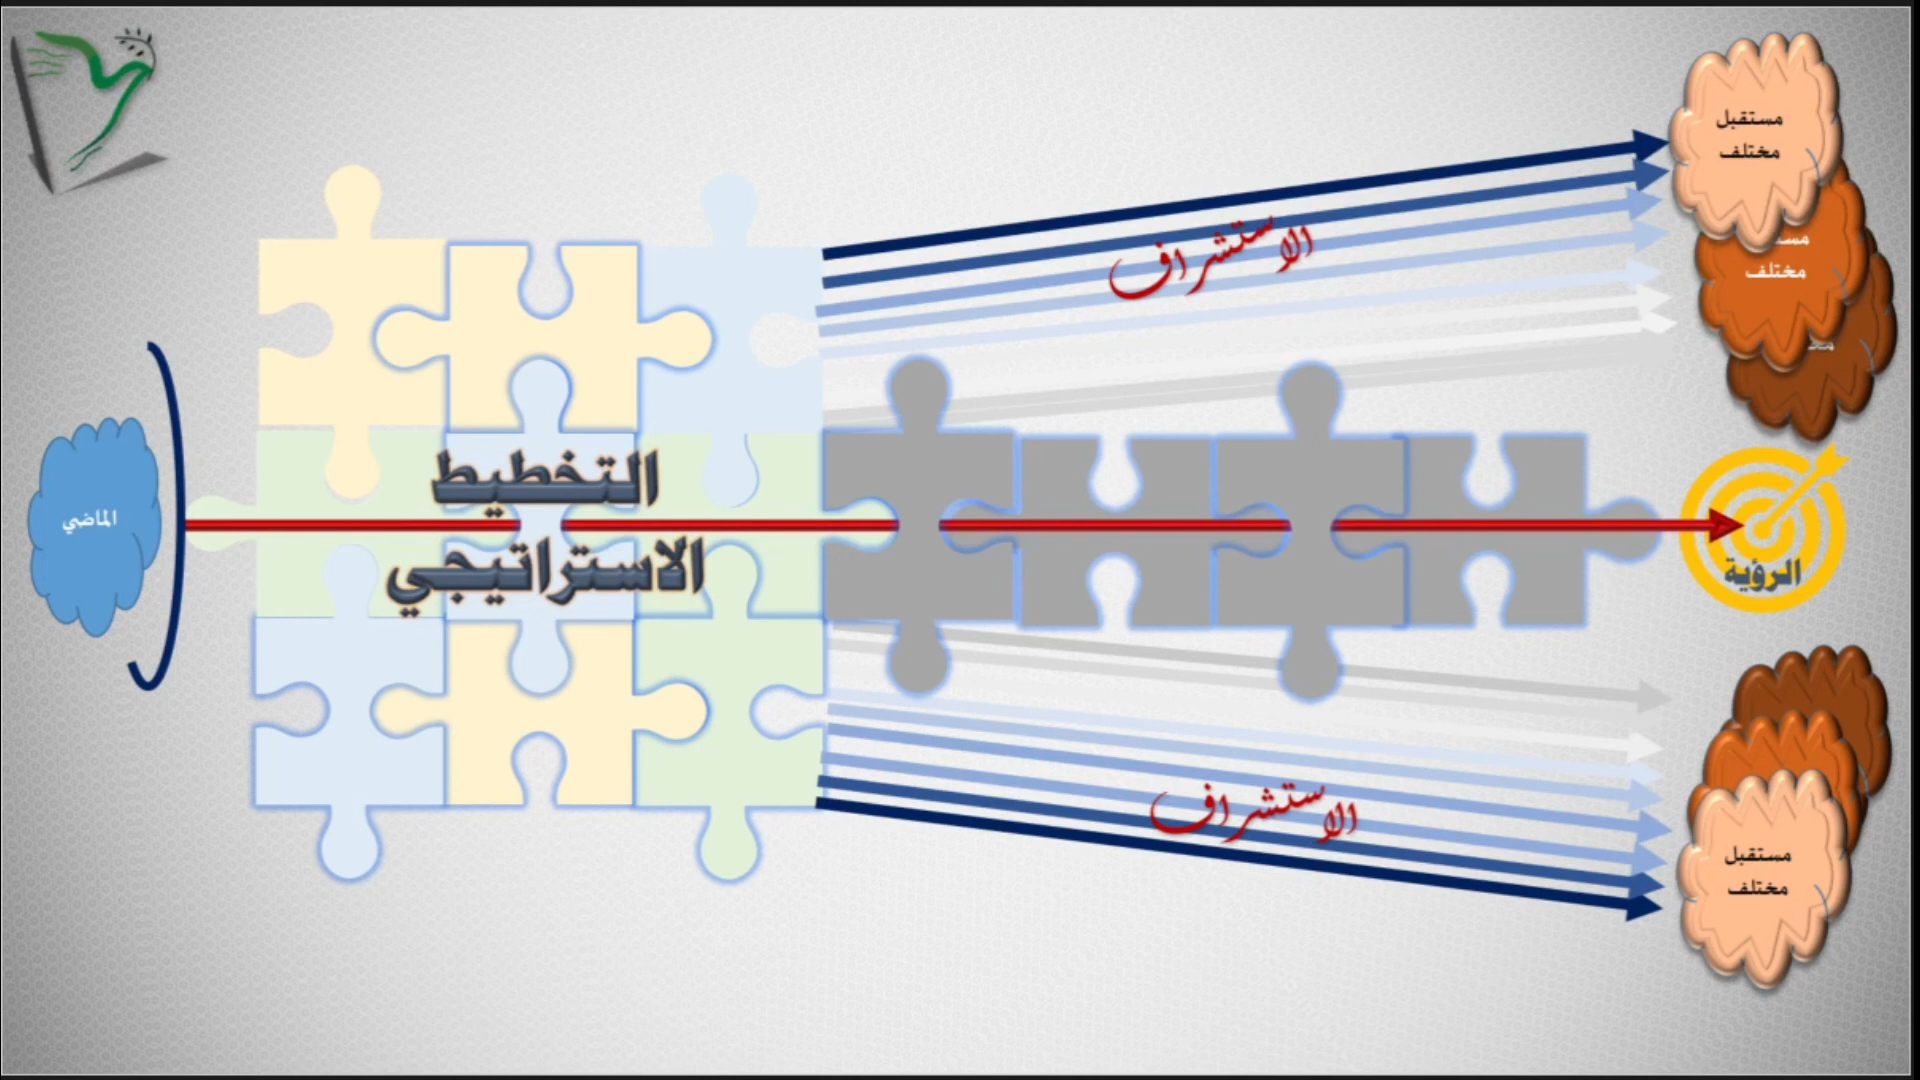 مستقبل
مختلف
مختلف
الاستشراف
التخطيط
الاستراتيجي
الماضي
الرؤية
الاستشراف
مستقبل
مختلف